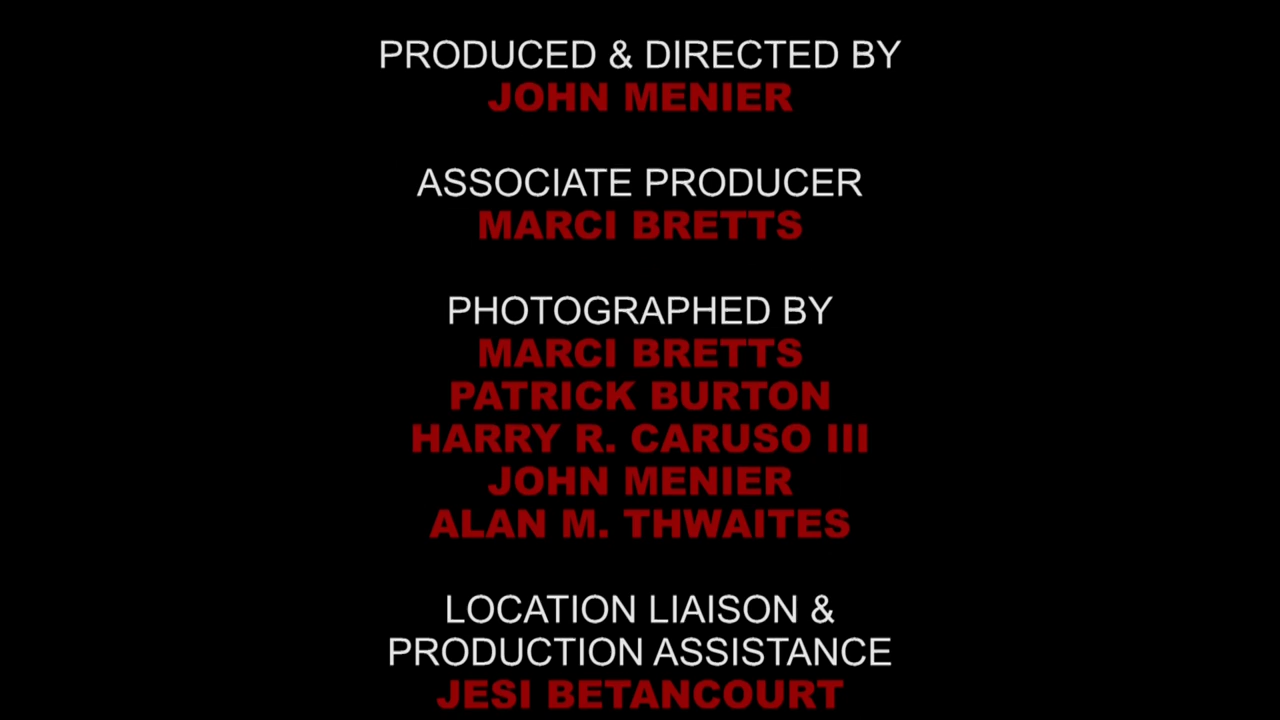 PRODUCED & DIRECTED BY
JOHN MENIER
ASSOCIATE PRODUCER
MARCI BRETTS
PHOTOGRAPHED BY
MARCI BRETTS
PATRICK BURTON
HARRY R. CARUSO III
JOHN MENIER
ALAN M. THWAITES
LOCATION LIAISON &
PRODUCTION ASSISTANCE
JESI BETANCOURT